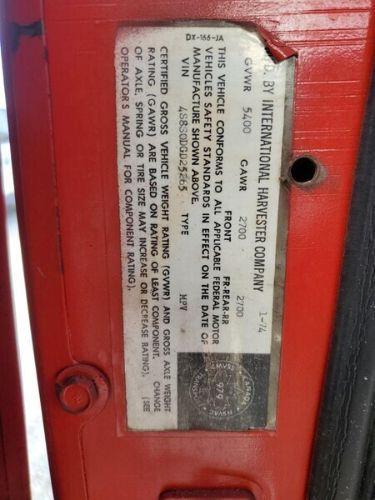 DX-166-JA
D. BY INTERNATIONAL HARVESTER COMPANY 1-74
GVWR 5400 GAWR 2700 2700
FRONT FR.REAR-RR
THIS VEHICLE CONFORMS TO ALL APPLICABLE FEDERAL MOTOR
VEHICLES SAFETY STANDARDS IN EFFECT ON THE DATE OF
MANUFACTURE SHOWN ABOVE.
VIN 4S8S0DGD25265 TYPE MPV
CERTIFIED GROSS VEHICLE WEIGHT RATING (GVWR) AND GROSS AXLE WEIGHT
RATING (GAWR) ARE BASED ON RATING OF LEAST COMPONENT. CHANGE
OF AXLE, SPRING OR TIRE SIZE MAY INCREASE OR DECREASE RATING). (SEE
OPERATOR'S MANUAL FOR COMPONENT RATING).
979